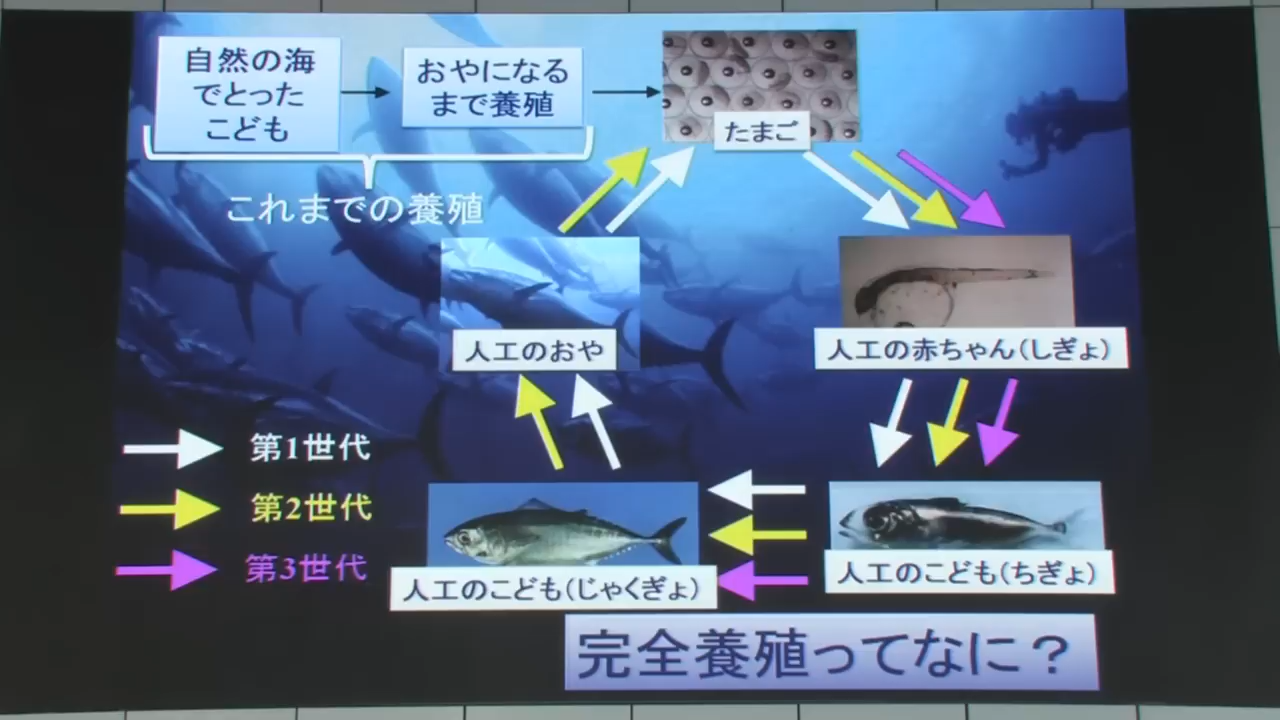 自然の海
でとった
こども
おやになる
まで養殖
たまご
これまでの養殖
人工のおや
人工の赤ちゃん(しぎょ)
第1世代
第2世代
第3世代
人工のこども(じゃくぎょ)
人工のこども(ちぎょ)
完全養殖ってなに？